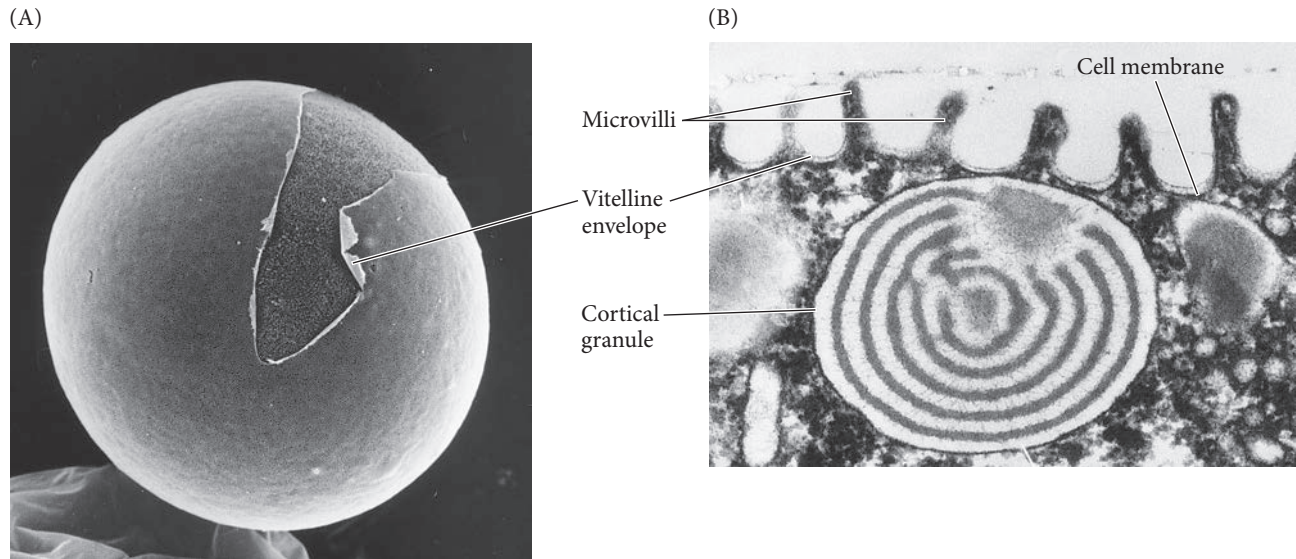 (A)
(B)
Cell membrane
Microvilli
Vitelline
envelope
Cortical
granule